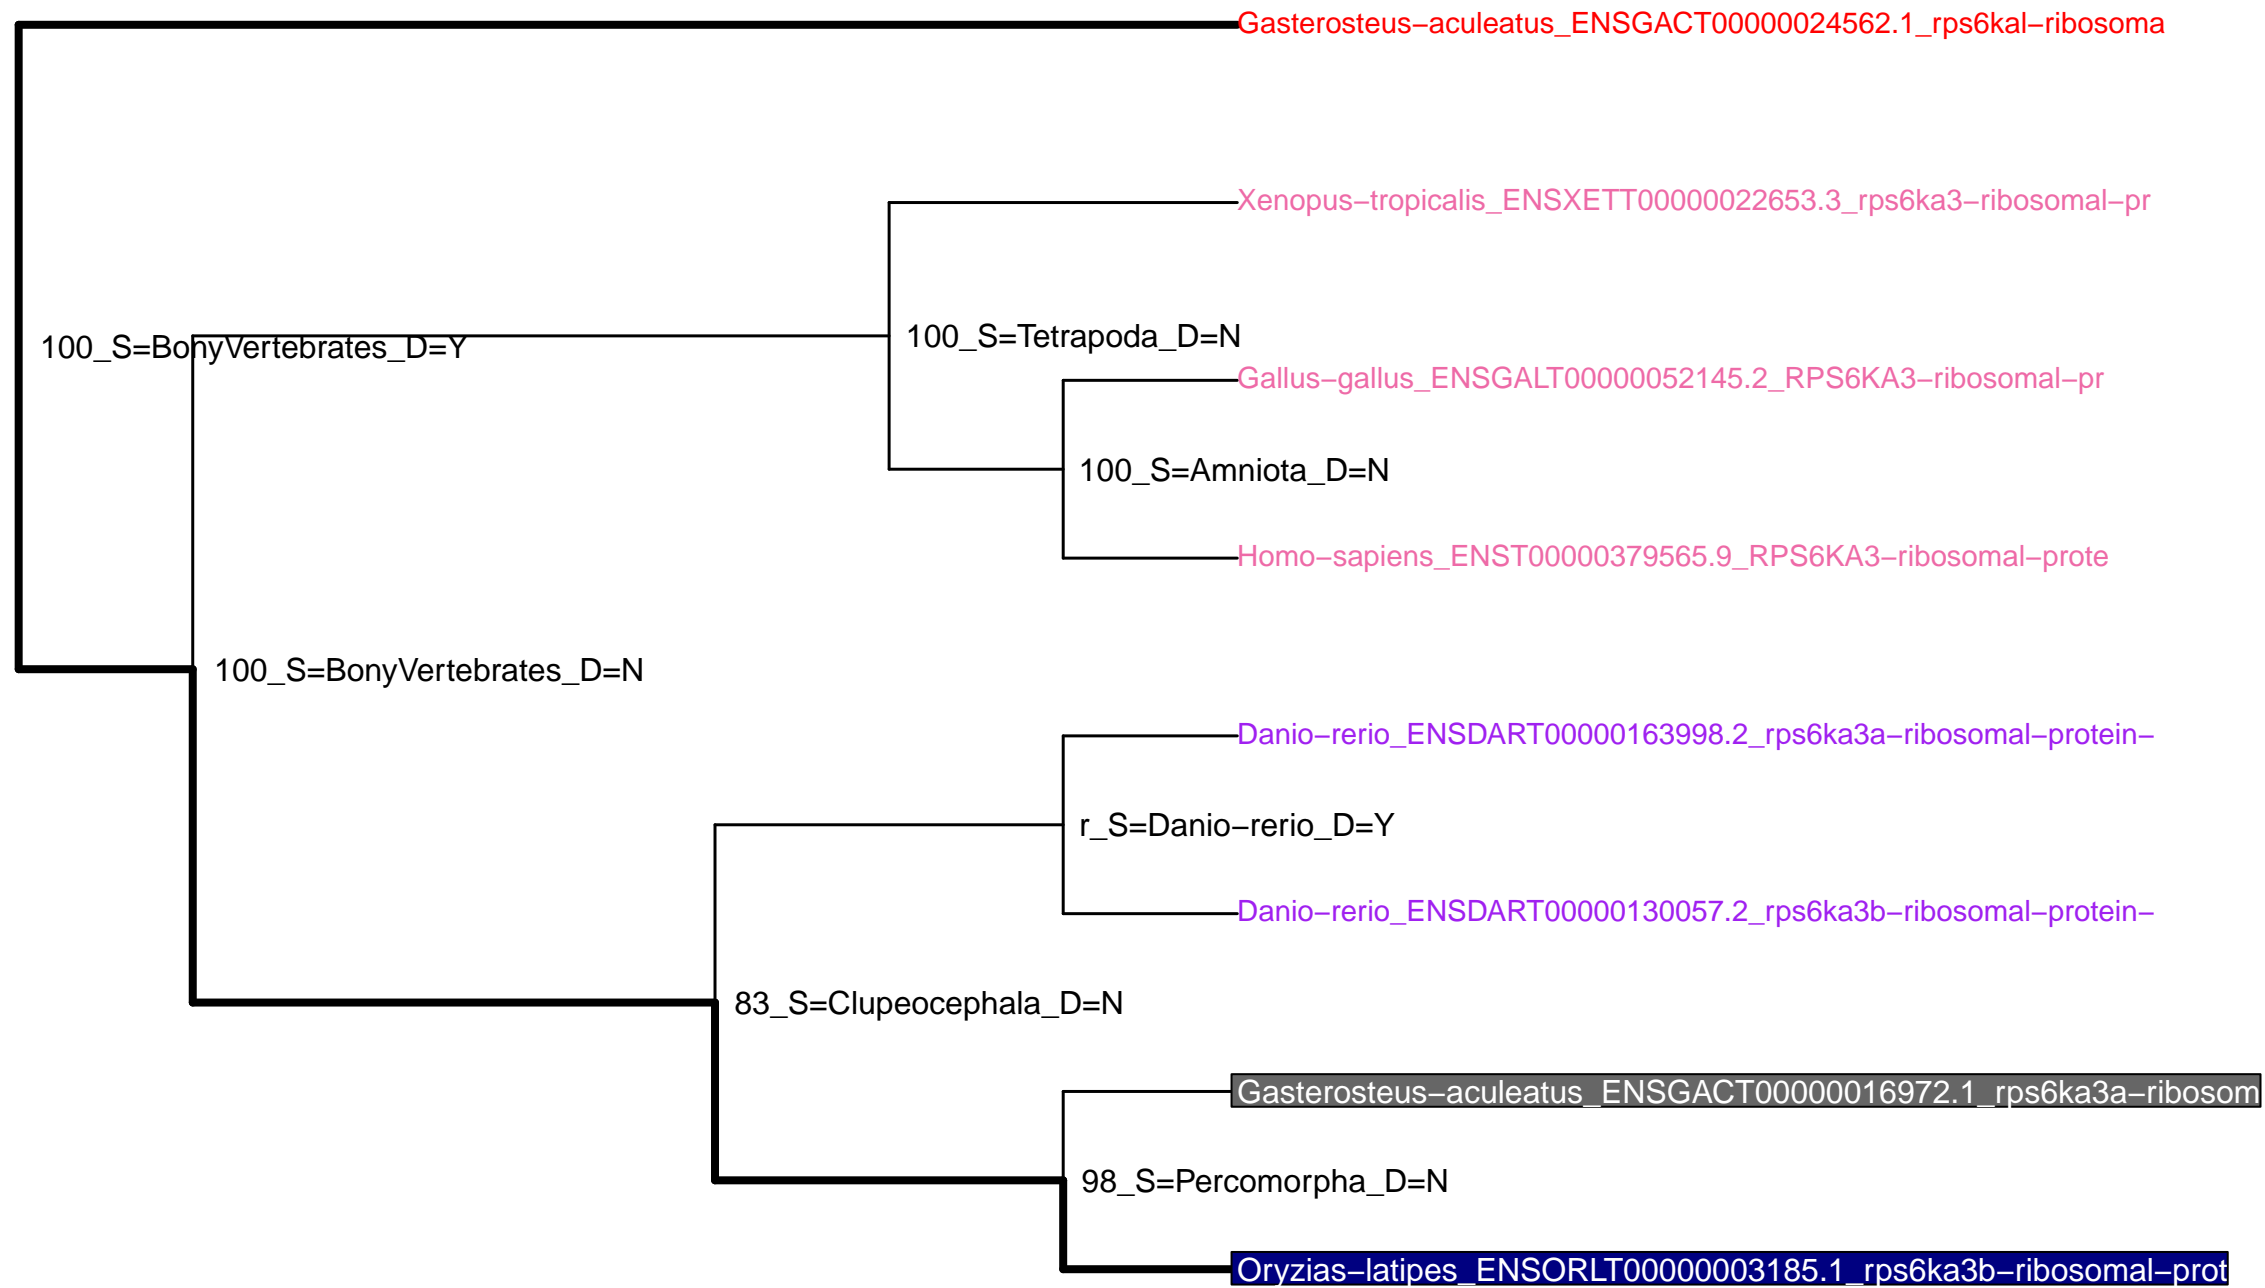 Gasterosteus−aculeatus_ENSGACT00000024562.1_rps6kal−ribosoma
Xenopus−tropicalis_ENSXETT00000022653.3_rps6ka3−ribosomal−pr
100_S=BonyVertebrates_D=Y
100_S=Tetrapoda_D=N
Gallus−gallus_ENSGALT00000052145.2_RPS6KA3−ribosomal−pr
100_S=Amniota_D=N
Homo−sapiens_ENST00000379565.9_RPS6KA3−ribosomal−prote
100_S=BonyVertebrates_D=N
Danio−rerio_ENSDART00000163998.2_rps6ka3a−ribosomal−protein−
r_S=Danio−rerio_D=Y
Danio−rerio_ENSDART00000130057.2_rps6ka3b−ribosomal−protein−
83_S=Clupeocephala_D=N
Gasterosteus−aculeatus_ENSGACT00000016972.1_rps6ka3a−ribosom
98_S=Percomorpha_D=N
Oryzias−latipes_ENSORLT00000003185.1_rps6ka3b−ribosomal−prot